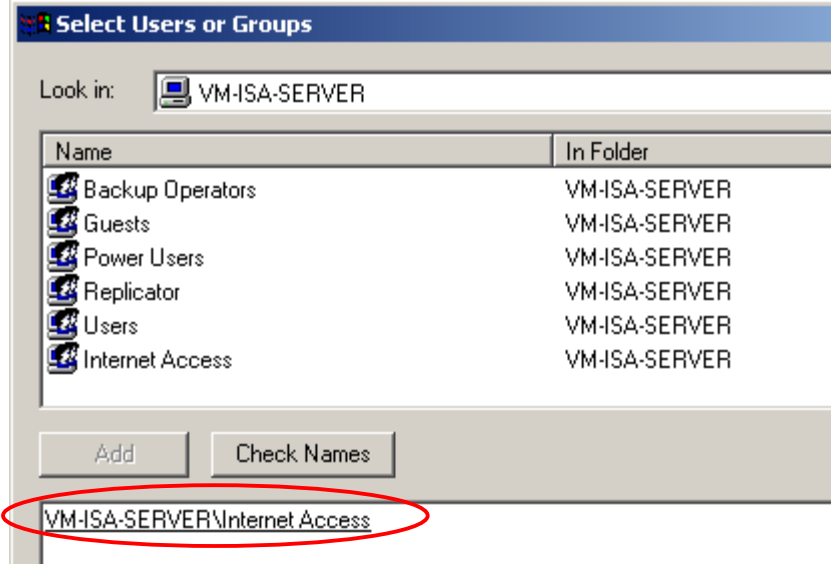 Select Users or Groups
Look in: VM-ISA-SERVER
Name In Folder
Backup Operators VM-ISA-SERVER
Guests VM-ISA-SERVER
Power Users VM-ISA-SERVER
Replicator VM-ISA-SERVER
Users VM-ISA-SERVER
Internet Access VM-ISA-SERVER
Add Check Names
VM-ISA-SERVER\Internet Access